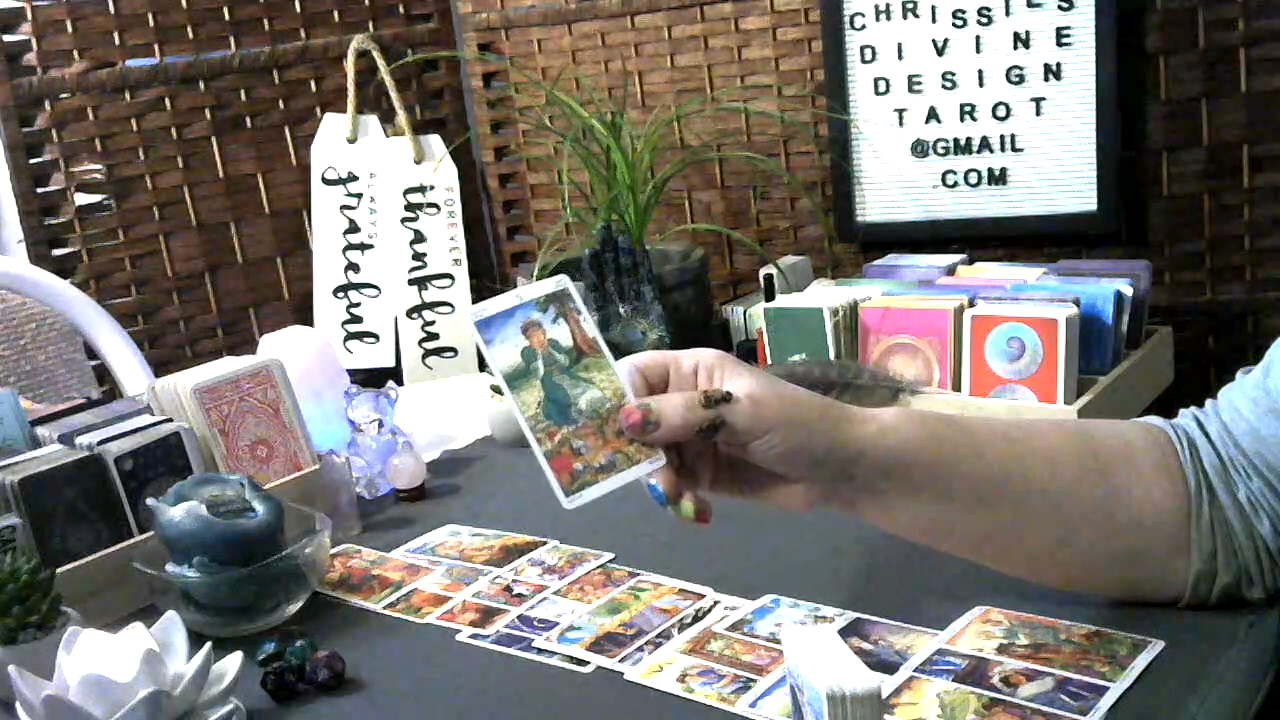 ALWAYS
grateful
FOREVER
thankful
CHRISSIES
DIVINE
DESIGN
TAROT
@GMAIL
.COM